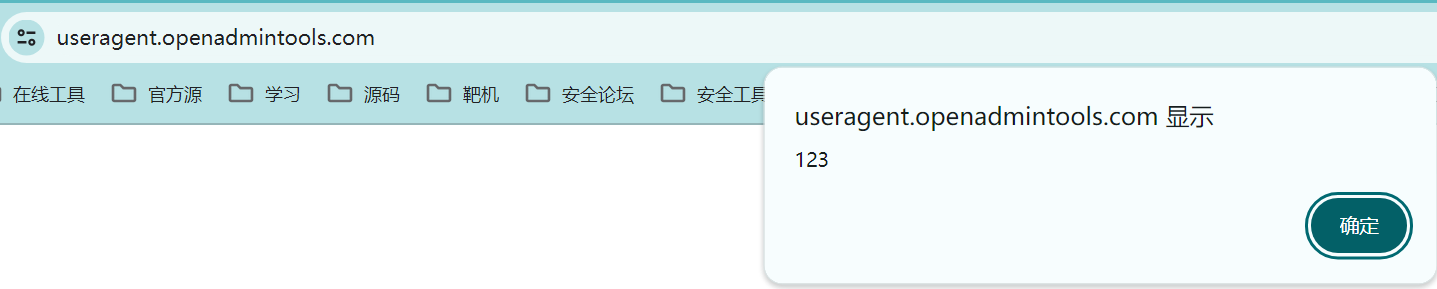 useragent.openadmintools.com
在线工具 官方源 学习 源码 靶机 安全论坛 安全工具
useragent.openadmintools.com 显示
123
确定